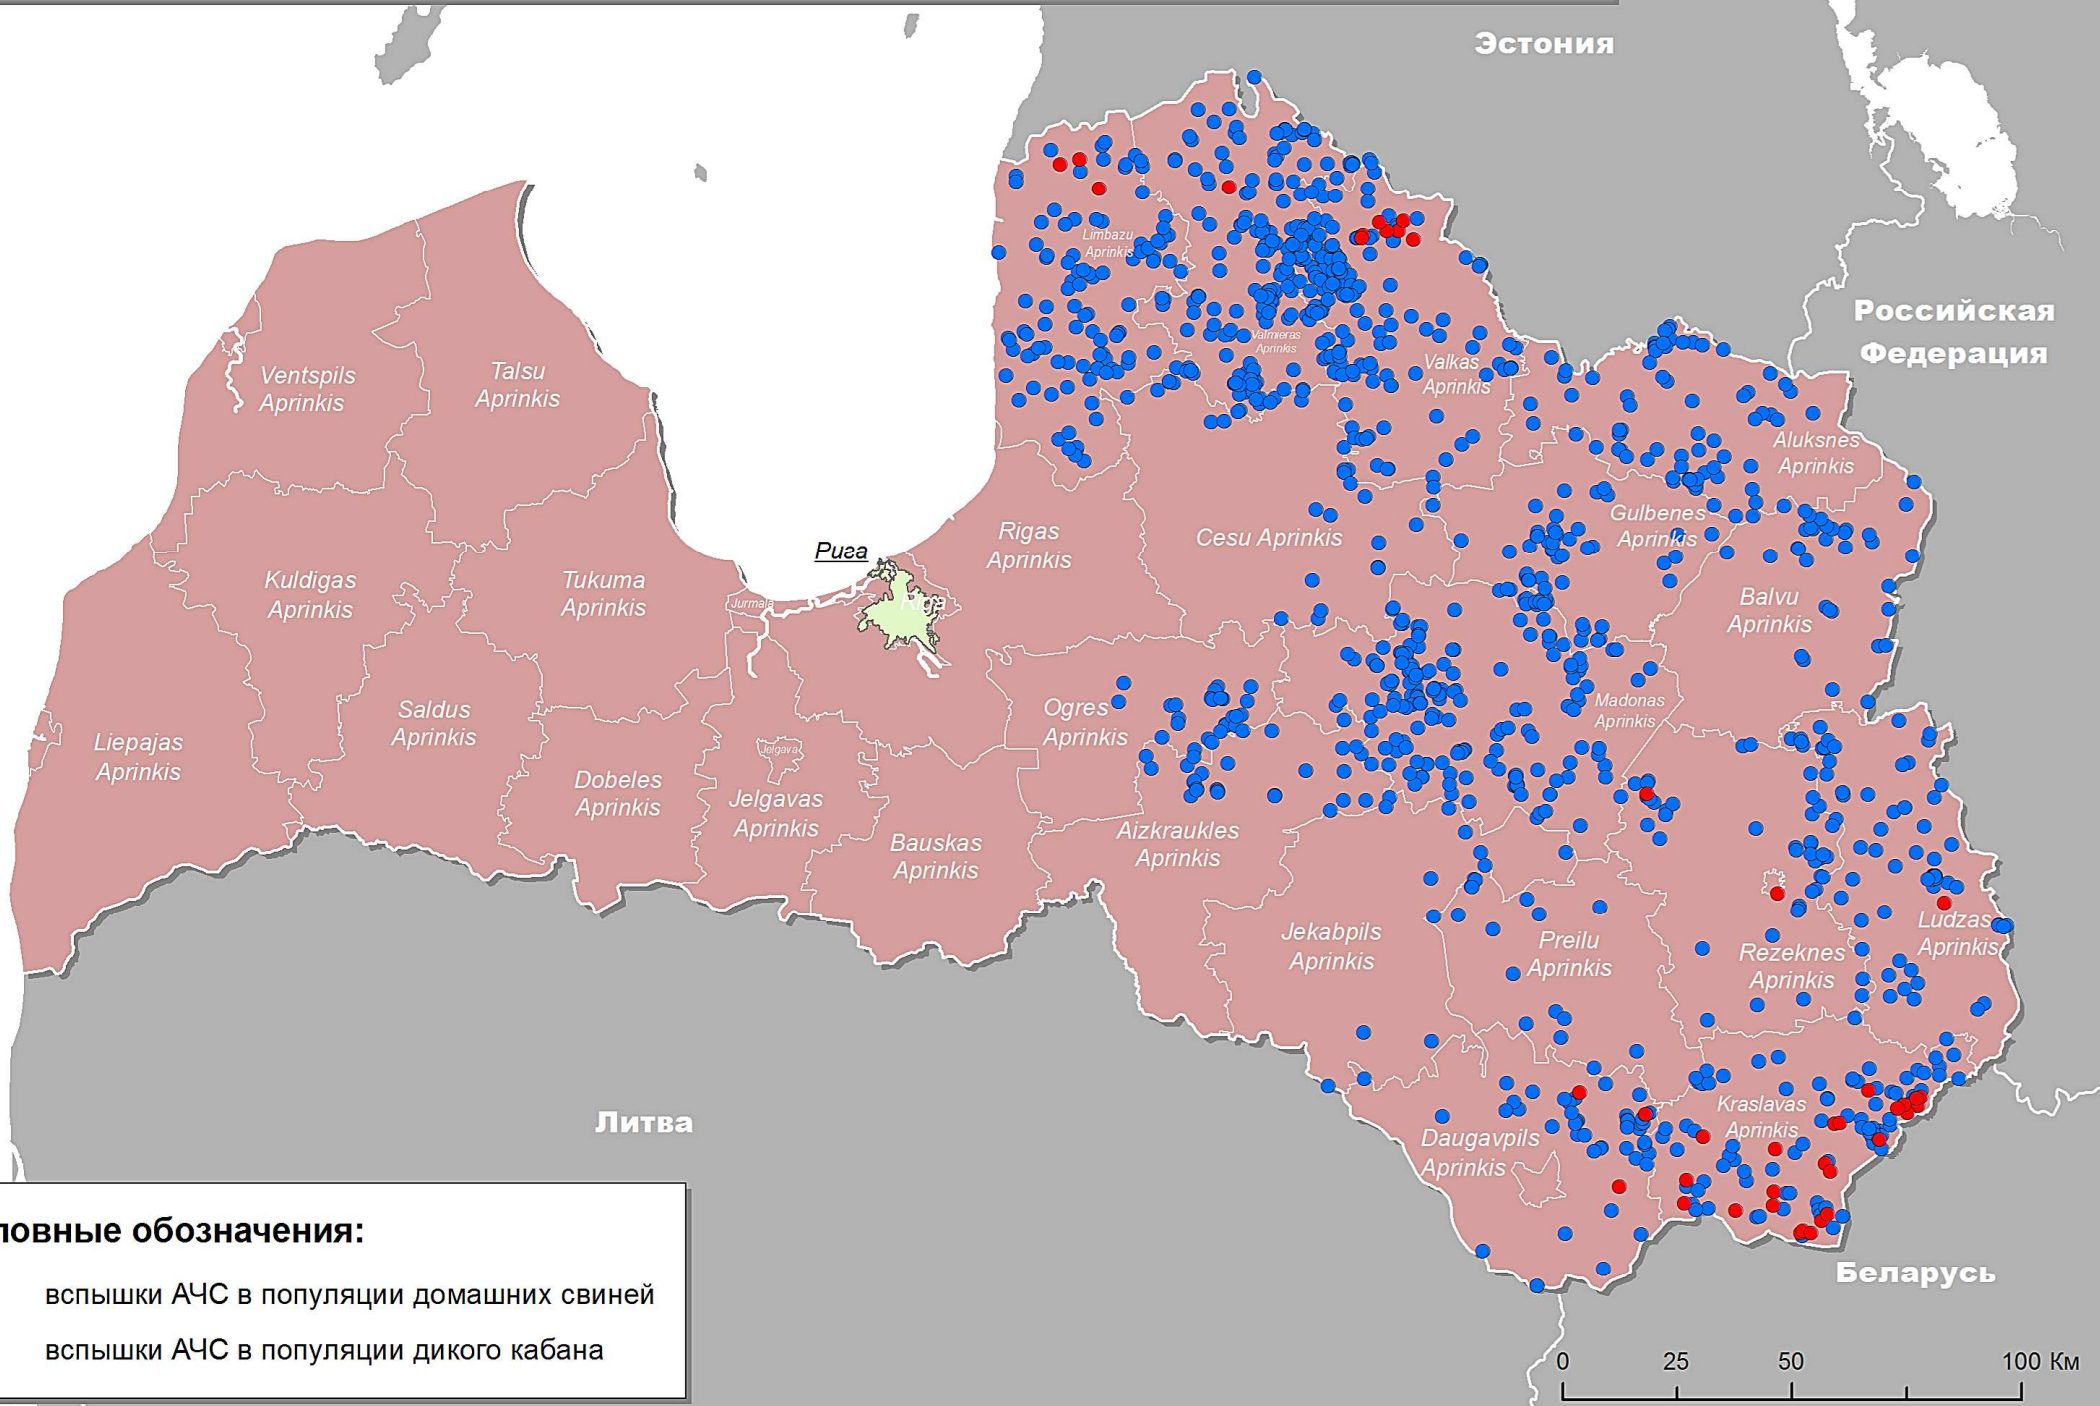 Эстония
Российская
Федерация
Limbazu
Aprinkis
Valmieras
Aprinkis
Valkas
Aprinkis
Ventspils
Aprinkis
Talsu
Aprinkis
Aluksnes
Aprinkis
Gulbenes
Aprinkis
Rigas
Aprinkis
Cesu Aprinkis
Рига
Riga
Jurmala
Kuldigas
Aprinkis
Tukuma
Aprinkis
Balvu
Aprinkis
Madonas
Aprinkis
Saldus
Aprinkis
Ogres
Aprinkis
Liepajas
Aprinkis
Jelgava
Dobeles
Aprinkis
Jelgavas
Aprinkis
Bauskas
Aprinkis
Aizkraukles
Aprinkis
Jekabpils
Aprinkis
Preilu
Aprinkis
Rezeknes
Aprinkis
Ludzas
Aprinkis
Литва
Kraslavas
Aprinkis
Daugavpils
Aprinkis
Беларусь
ловные обозначения:
вспышки АЧС в популяции домашних свиней
вспышки АЧС в популяции дикого кабана
0 25 50 100 Км